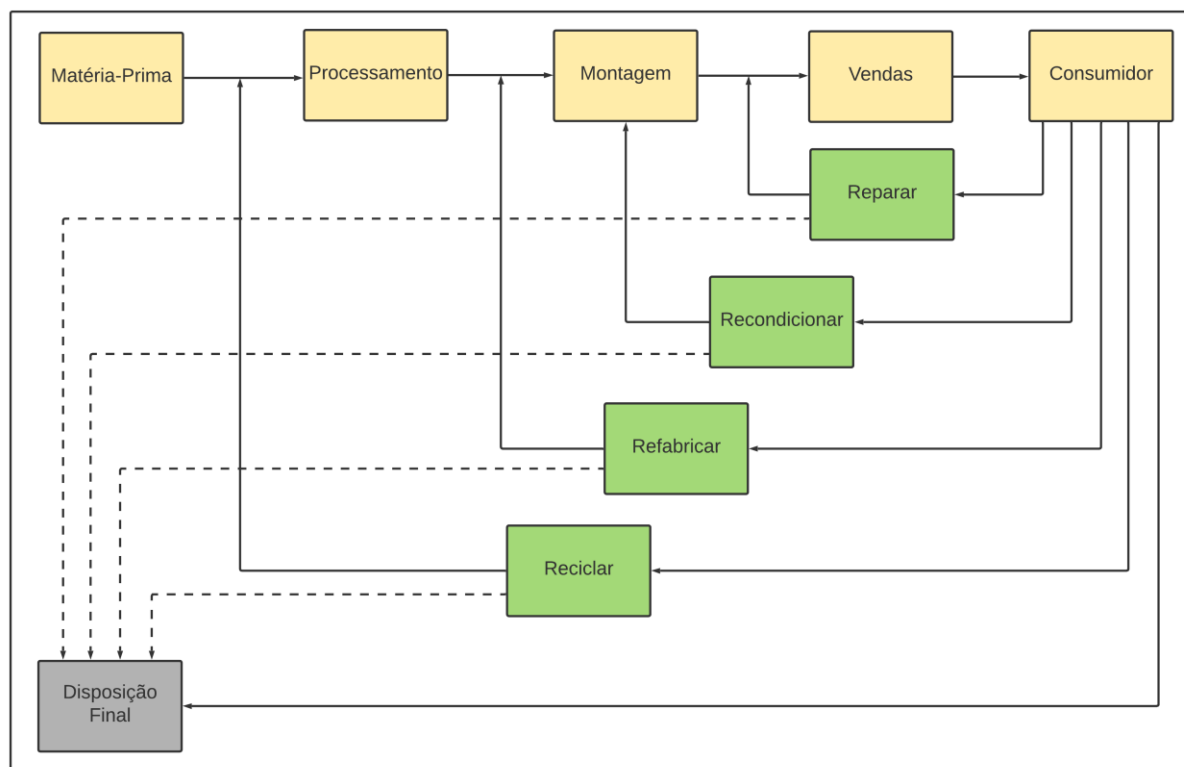 Matéria-Prima
Processamento
Montagem
Vendas
Consumidor
Reparar
Recondicionar
Refabricar
Reciclar
Disposição
Final